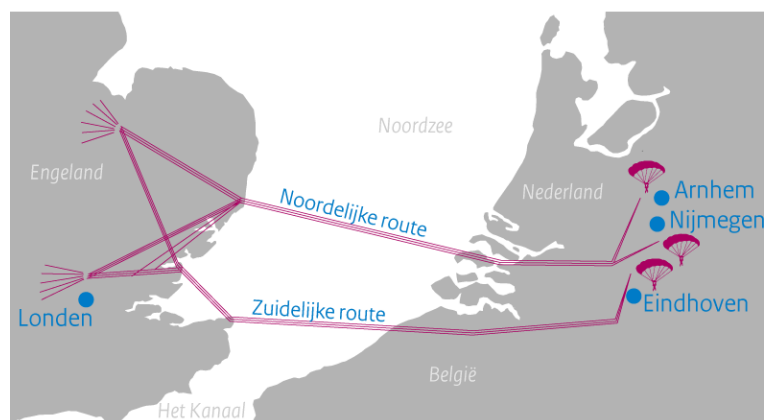 Noordzee
Engeland
Noordelijke route
Nederland
Arnhem
Nijmegen
Londen
Zuidelijke route
Eindhoven
België
Het Kanaal